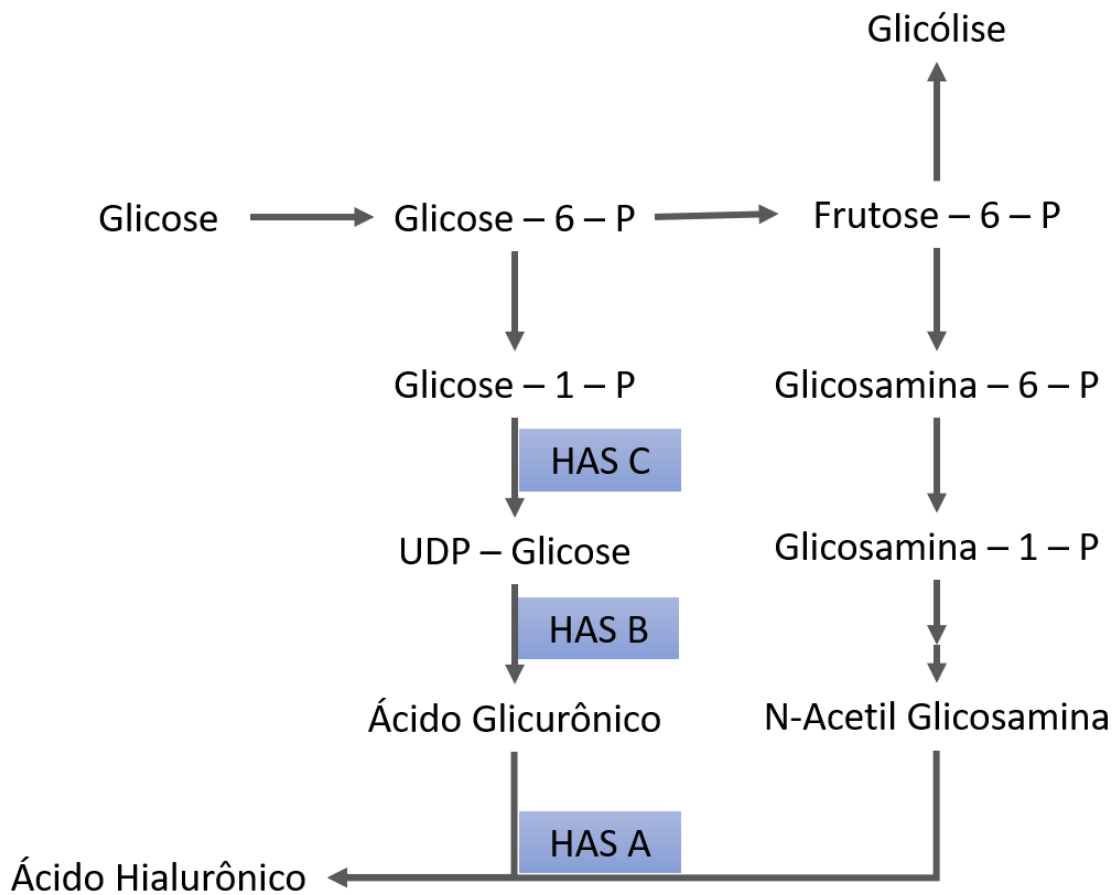 Glicólise
Glicose
Glicose – 6 – P
Frutose – 6 – P
Glicose – 1 – P
Glicosamina – 6 – P
HAS C
UDP – Glicose
Glicosamina – 1 – P
HAS B
Ácido Glicurônico
N-Acetil Glicosamina
HAS A
Ácido Hialurônico